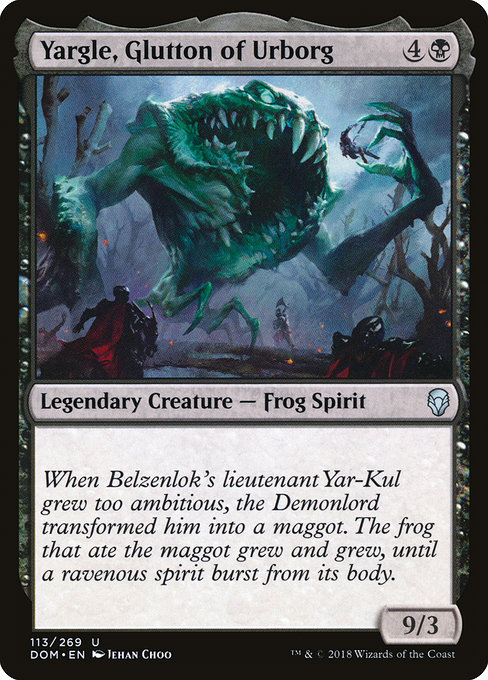 Yargle, Glutton of Urborg 4
Legendary Creature — Frog Spirit
When Belzenlok's lieutenant Yar-Kul
grew too ambitious, the Demonlord
transformed him into a maggot. The frog
that ate the maggot grew and grew, until
a ravenous spirit burst from its body.
9/3
113/269 U
DOM • EN Jehan Choo
™ & © 2018 Wizards of the Coast